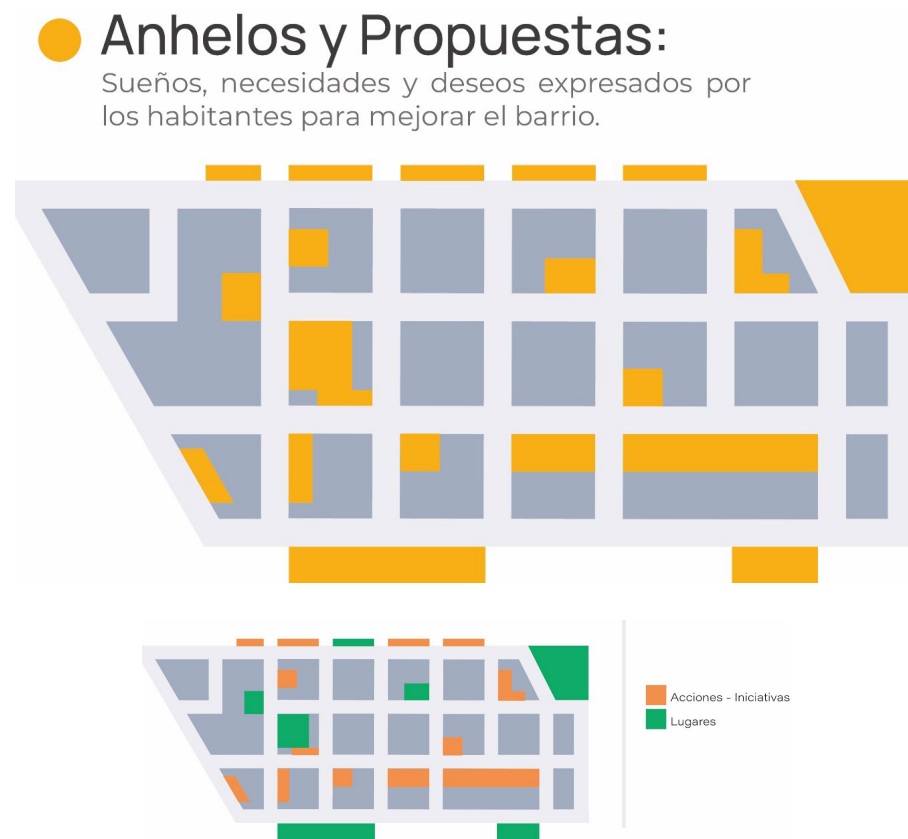 Anhelos y Propuestas:
Sueños, necesidades y deseos expresados por
los habitantes para mejorar el barrio.
Acciones - Iniciativas
Lugares